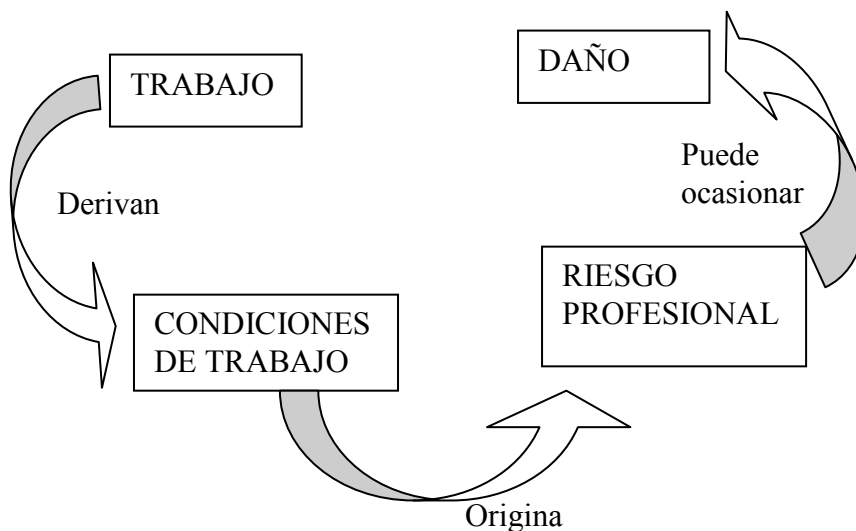 TRABAJO
Derivan
CONDICIONES
DE TRABAJO
Origina
RIESGO
PROFESIONAL
Puede
ocasionar
DAÑO